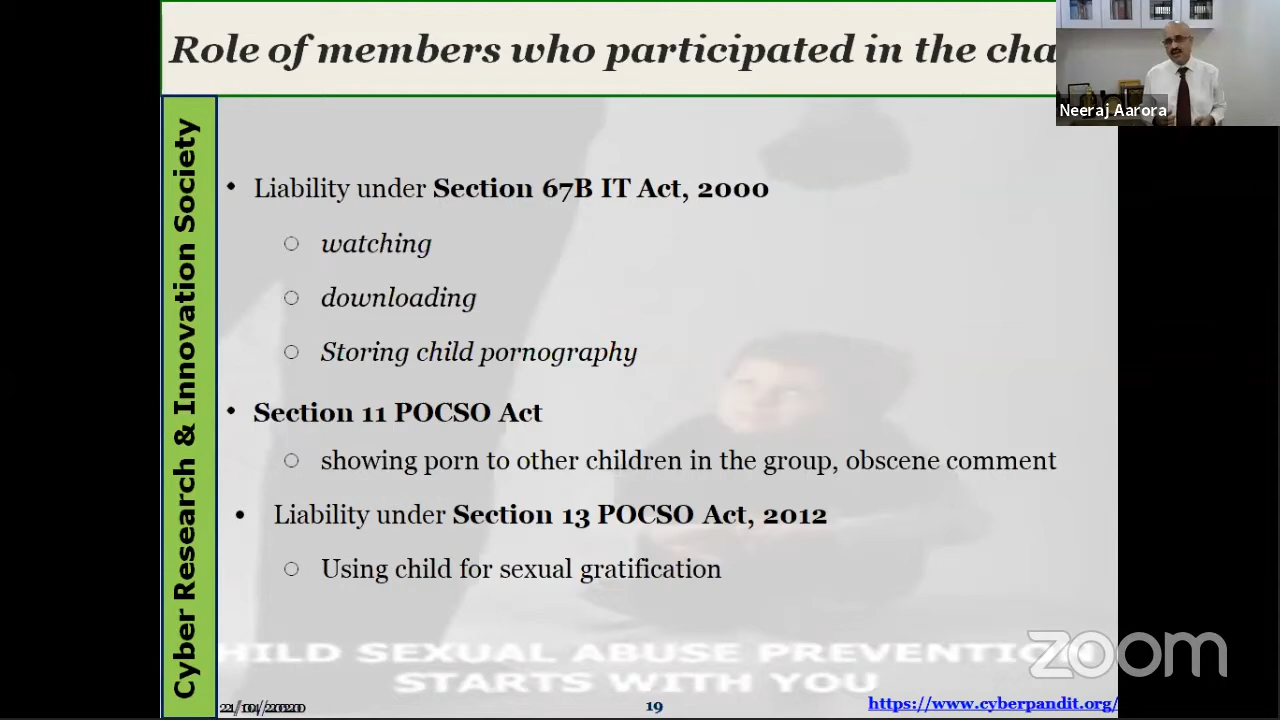 Role of members who participated in the cha
Neeraj Aarora
Cyber Research & Innovation Society
• Liability under Section 67B IT Act, 2000
○ watching
○ downloading
○ Storing child pornography
• Section 11 POCSO Act
○ showing porn to other children in the group, obscene comment
• Liability under Section 13 POCSO Act, 2012
○ Using child for sexual gratification
HILD SEXUAL ABUSE PREVENTION
STARTS WITH YOU
zoom
19
https://www.cyberpandit.org/